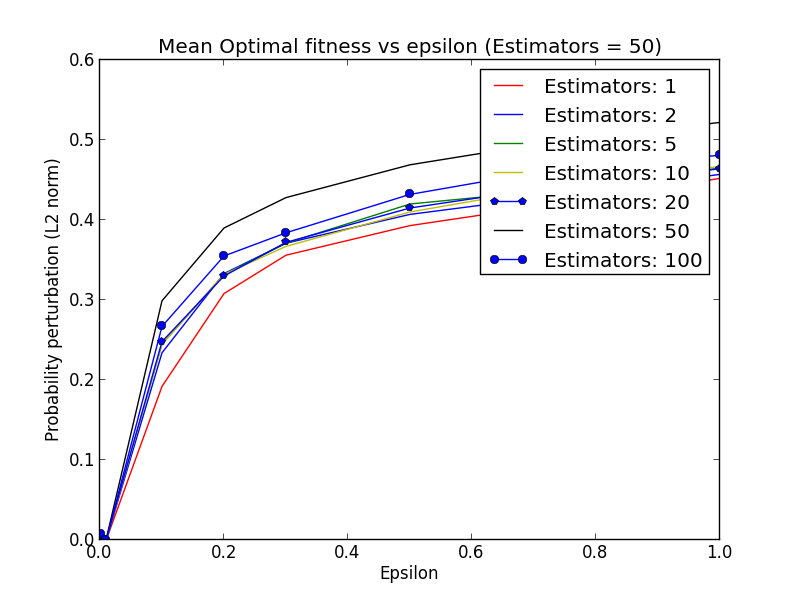 Mean Optimal fitness vs epsilon (Estimators = 50)
0.6
0.5
0.4
0.3
0.2
0.1
0.0
Probability perturbation (L2 norm)
Estimators: 1
Estimators: 2
Estimators: 5
Estimators: 10
Estimators: 20
Estimators: 50
Estimators: 100
0.0 0.2 0.4 0.6 0.8 1.0
Epsilon